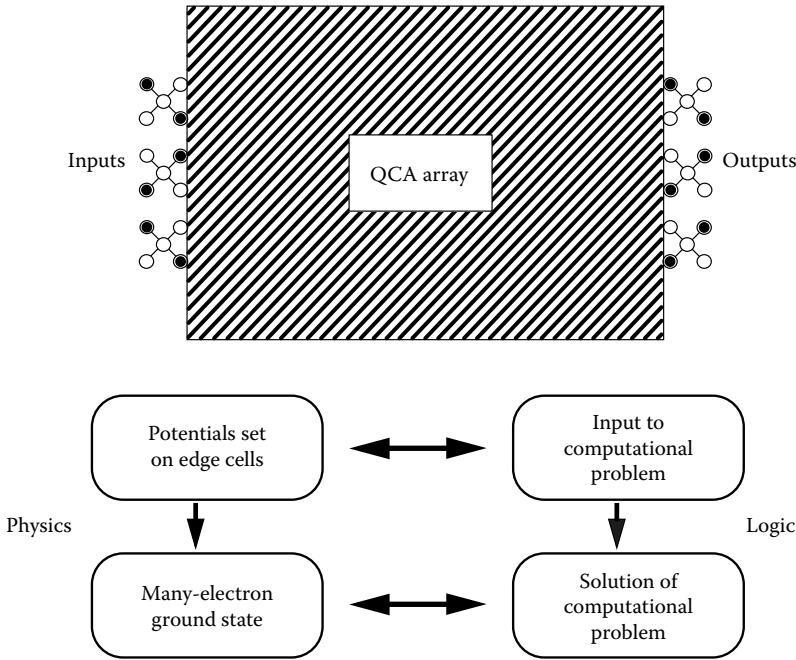 Inputs
QCA array
Outputs
Potentials set
on edge cells
Input to
computational
problem
Physics
Logic
Many-electron
ground state
Solution of
computational
problem